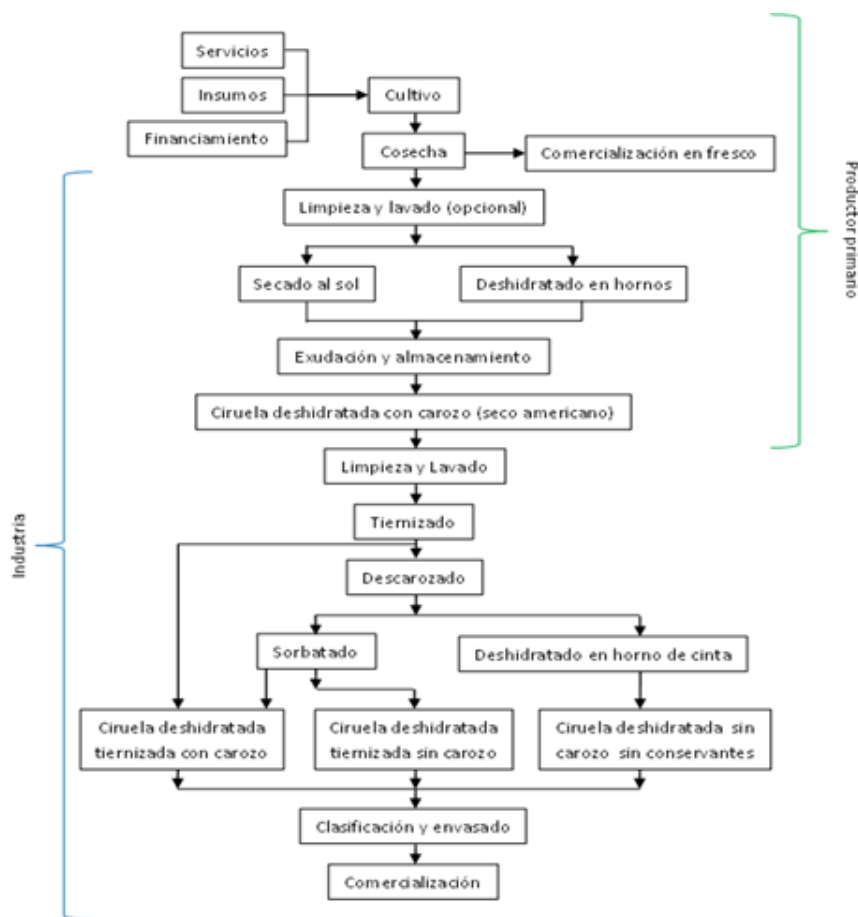 Servicios
Insumos
Financiamiento
Cultivo
Cosecha
Comercialización en fresco
Limpieza y lavado (opcional)
Secado al sol
Deshidratado en hornos
Exudación y almacenamiento
Ciruela deshidratada con carozo (seco americano)
Limpieza y Lavado
Tiernizado
Descarozado
Sorbatado
Deshidratado en horno de cinta
Ciruela deshidratada
tiernizada con carozo
Ciruela deshidratada
tiernizada sin carozo
Ciruela deshidratada sin
carozo sin conservantes
Clasificación y envasado
Comercialización
Industria
Productor primario